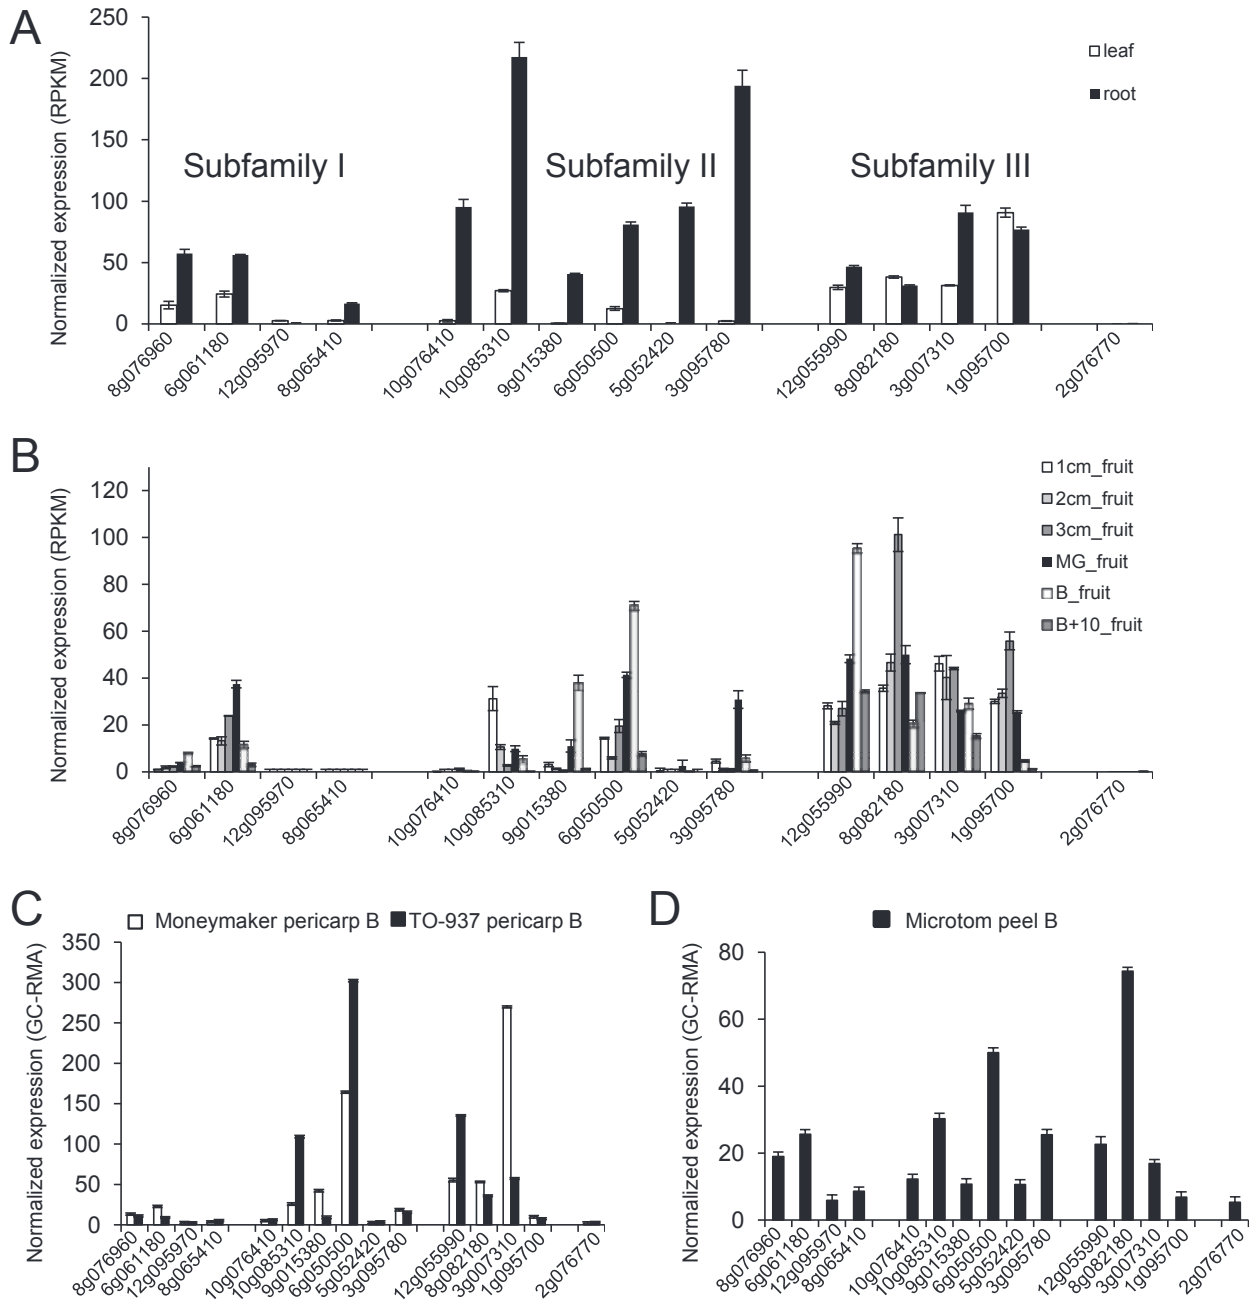 A
Normalized expression (RPKM)
250
200
150
100
50
0
leaf
root
Subfamily I
Subfamily II
Subfamily III
8g076960
6g061180
12g095970
8g065410
10g076410
10g085310
9g015380
6g050500
5g052420
3g095780
12g055990
8g082180
3g007310
1g095700
2g076770
B
Normalized expression (RPKM)
120
100
80
60
40
20
0
1cm_fruit
2cm_fruit
3cm_fruit
MG_fruit
B_fruit
B+10_fruit
8g076960
6g061180
12g095970
8g065410
10g076410
10g085310
9g015380
6g050500
5g052420
3g095780
12g055990
8g082180
3g007310
1g095700
2g076770
C
Moneymaker pericarp B
TO-937 pericarp B
Normalized expression (GC-RMA)
350
300
250
200
150
100
50
0
8g076960
6g061180
12g095970
8g065410
10g076410
10g085310
9g015380
6g050500
5g052420
3g095780
12g055990
8g082180
3g007310
1g095700
2g076770
D
Microtom peel B
Normalized expression (GC-RMA)
80
60
40
20
0
8g076960
6g061180
12g095970
8g065410
10g076410
10g085310
9g015380
6g050500
5g052420
3g095780
12g055990
8g082180
3g007310
1g095700
2g076770